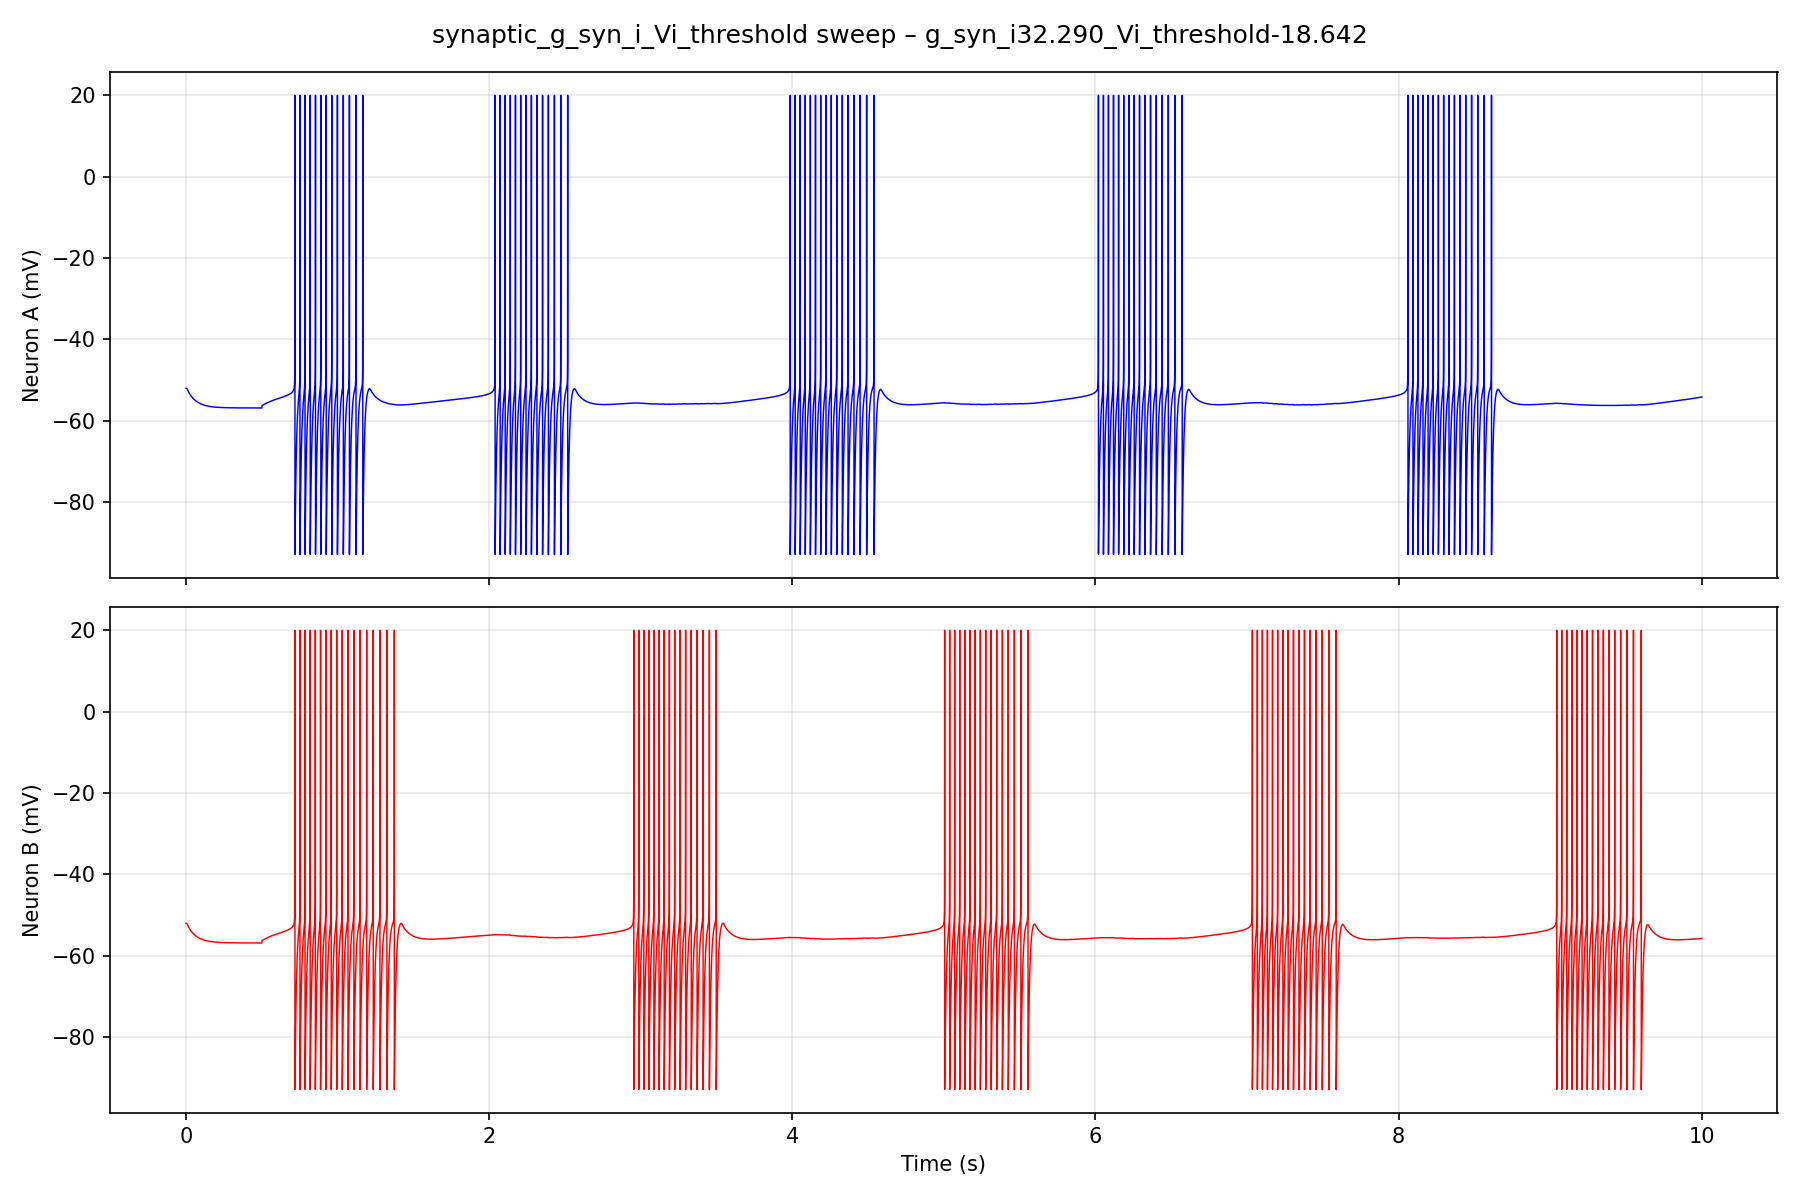 synaptic_g_syn_i_Vi_threshold sweep – g_syn_i32.290_Vi_threshold-18.642
20
0
−20
−40
−60
−80
Neuron A (mV)
20
0
−20
−40
−60
−80
Neuron B (mV)
0 2 4 6 8 10
Time (s)